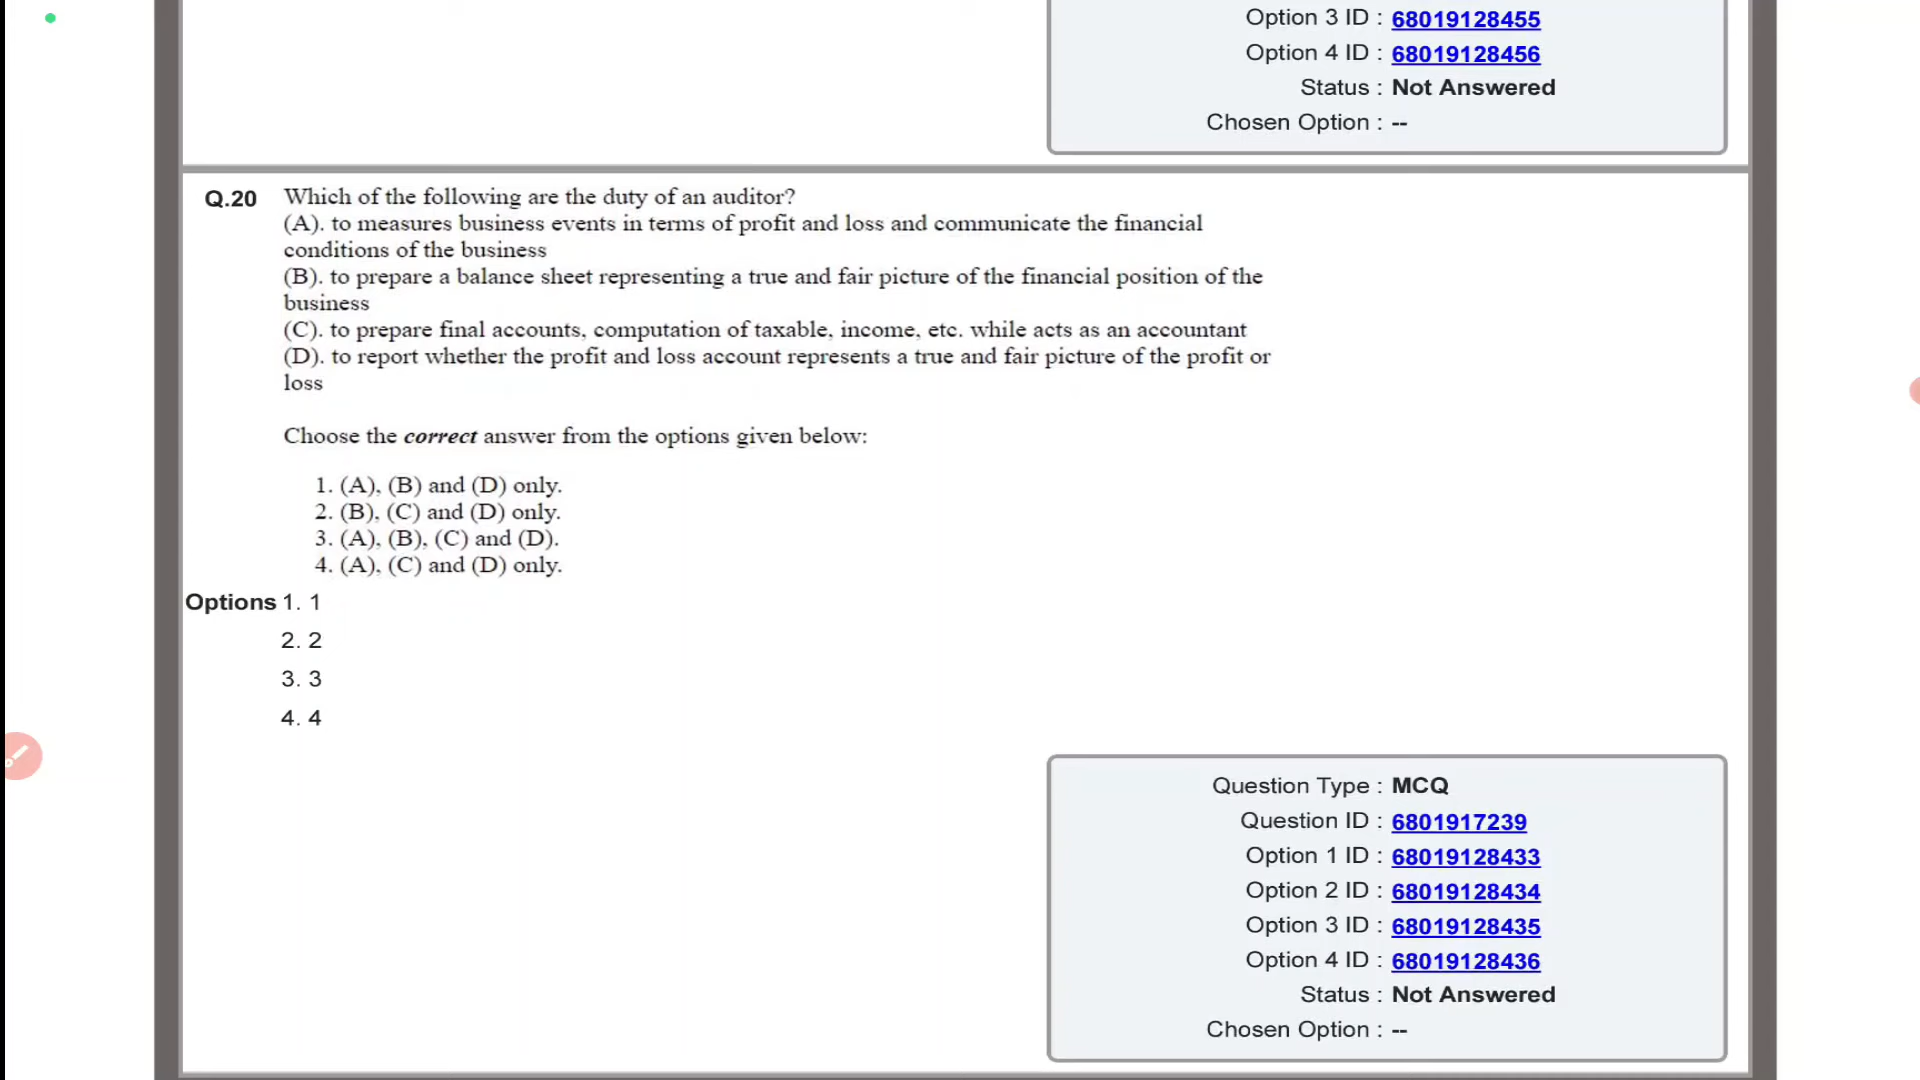 Option 3 ID : 68019128455
Option 4 ID : 68019128456
Status : Not Answered
Chosen Option : --
Q.20 Which of the following are the duty of an auditor?
(A). to measures business events in terms of profit and loss and communicate the financial
conditions of the business
(B). to prepare a balance sheet representing a true and fair picture of the financial position of the
business
(C). to prepare final accounts, computation of taxable, income, etc. while acts as an accountant
(D). to report whether the profit and loss account represents a true and fair picture of the profit or
loss
Choose the correct answer from the options given below:
1. (A), (B) and (D) only.
2. (B), (C) and (D) only.
3. (A), (B), (C) and (D).
4. (A), (C) and (D) only.
Options 1. 1
2. 2
3. 3
4. 4
Question Type : MCQ
Question ID : 6801917239
Option 1 ID : 68019128433
Option 2 ID : 68019128434
Option 3 ID : 68019128435
Option 4 ID : 68019128436
Status : Not Answered
Chosen Option : --